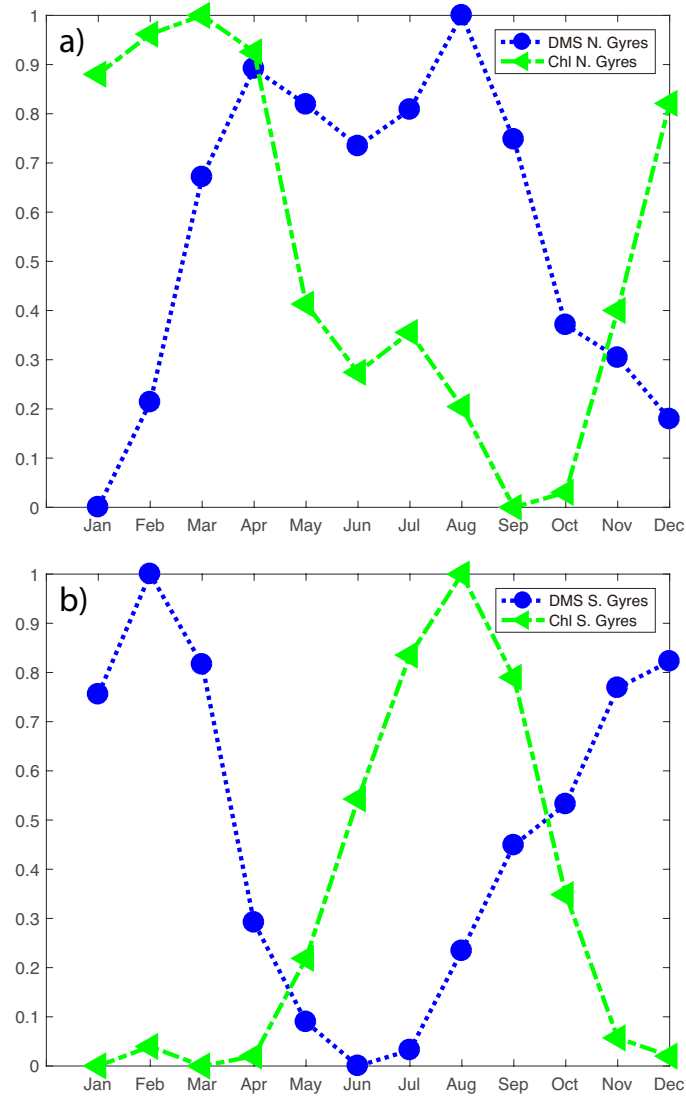 a)
DMS N. Gyres
Chl N. Gyres
1
0.9
0.8
0.7
0.6
0.5
0.4
0.3
0.2
0.1
0
Jan Feb Mar Apr May Jun Jul Aug Sep Oct Nov Dec
b)
DMS S. Gyres
Chl S. Gyres
1
0.9
0.8
0.7
0.6
0.5
0.4
0.3
0.2
0.1
0
Jan Feb Mar Apr May Jun Jul Aug Sep Oct Nov Dec